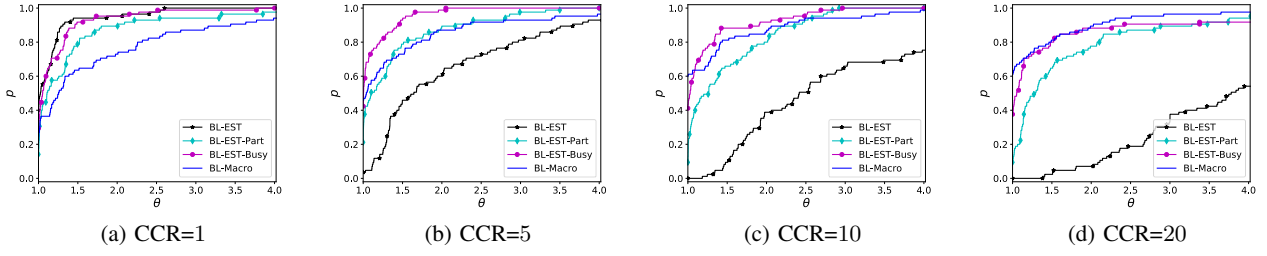 p
1.0
0.8
0.6
0.4
0.2
0.0
BL-EST
BL-EST-Part
BL-EST-Busy
BL-Macro
1.0 1.5 2.0 2.5 3.0 3.5 4.0
θ
(a) CCR=1
p
1.0
0.8
0.6
0.4
0.2
0.0
BL-EST
BL-EST-Part
BL-EST-Busy
BL-Macro
1.0 1.5 2.0 2.5 3.0 3.5 4.0
θ
(b) CCR=5
p
1.0
0.8
0.6
0.4
0.2
0.0
BL-EST
BL-EST-Part
BL-EST-Busy
BL-Macro
1.0 1.5 2.0 2.5 3.0 3.5 4.0
θ
(c) CCR=10
p
1.0
0.8
0.6
0.4
0.2
0.0
BL-EST
BL-EST-Part
BL-EST-Busy
BL-Macro
1.0 1.5 2.0 2.5 3.0 3.5 4.0
θ
(d) CCR=20